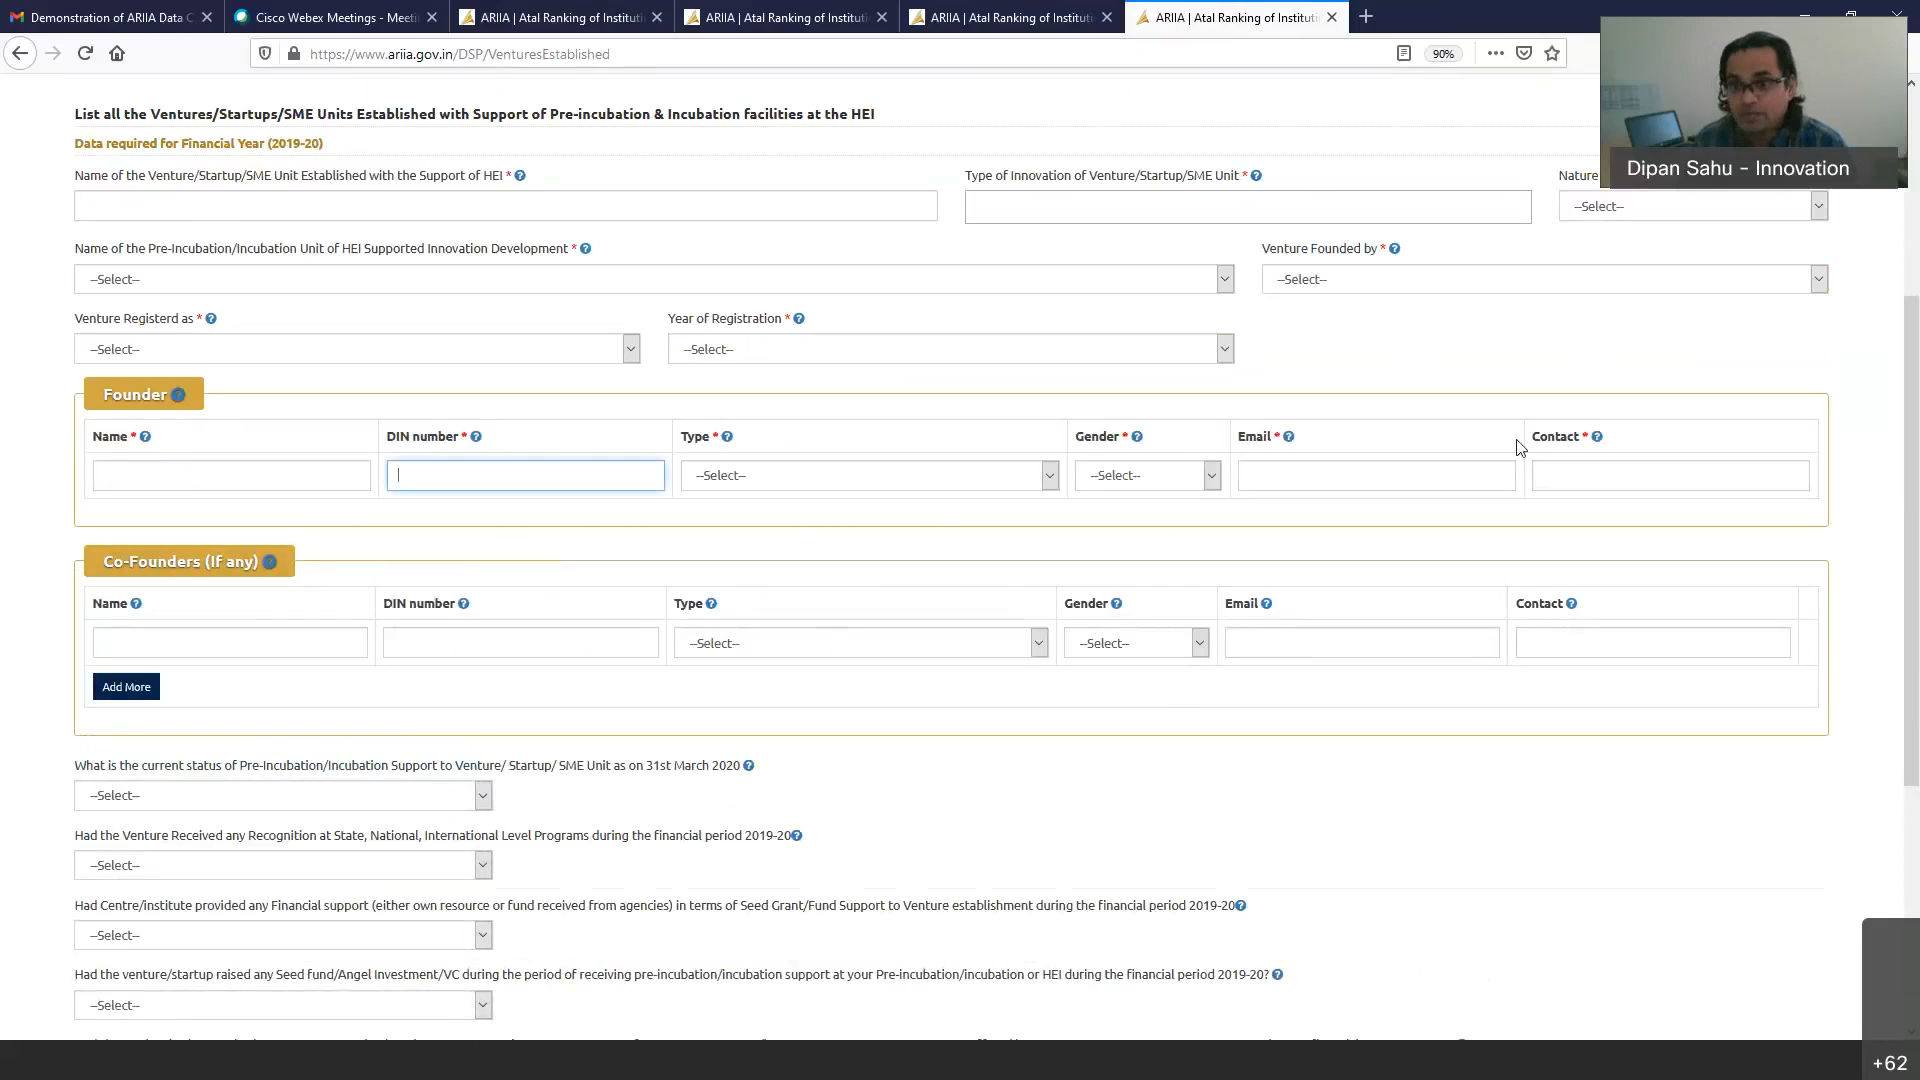 Demonstration of ARIIA Data C
Cisco Webex Meetings - Meeti
ARIIA | Atal Ranking of Instituti
ARIIA | Atal Ranking of Institut
ARIIA | Atal Ranking of Institut
ARIIA | Atal Ranking of Instituti
https://www.ariia.gov.in/DSP/VenturesEstablished
90%
List all the Ventures/Startups/SME Units Established with Support of Pre-incubation & Incubation facilities at the HEI
Data required for Financial Year (2019-20)
Name of the Venture/Startup/SME Unit Established with the Support of HEI *
Type of Innovation of Venture/Startup/SME Unit *
Nature
Dipan Sahu - Innovation
--Select--
Name of the Pre-Incubation/Incubation Unit of HEI Supported Innovation Development *
Venture Founded by *
--Select--
--Select--
Venture Registerd as *
Year of Registration *
--Select--
--Select--
Founder
Name *
DIN number *
Type *
Gender *
Email *
Contact *
--Select--
--Select--
Co-Founders (If any)
Name
DIN number
Type
Gender
Email
Contact
--Select--
--Select--
Add More
What is the current status of Pre-Incubation/Incubation Support to Venture/ Startup/ SME Unit as on 31st March 2020
--Select--
Had the Venture Received any Recognition at State, National, International Level Programs during the financial period 2019-20
--Select--
Had Centre/institute provided any Financial support (either own resource or fund received from agencies) in terms of Seed Grant/Fund Support to Venture establishment during the financial period 2019-20
--Select--
Had the venture/startup raised any Seed fund/Angel Investment/VC during the period of receiving pre-incubation/incubation support at your Pre-incubation/incubation or HEI during the financial period 2019-20?
--Select--
+62